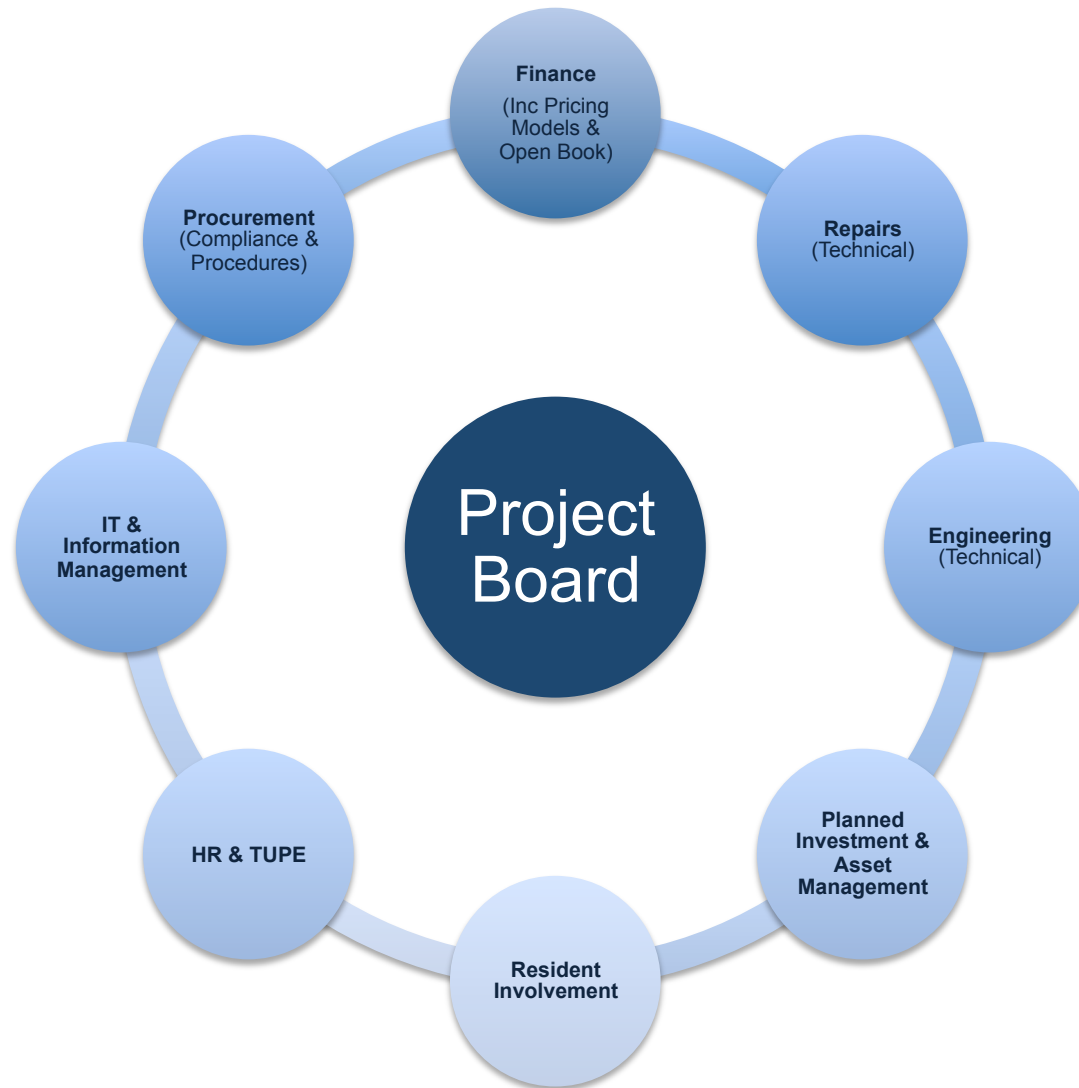 Finance
(Inc Pricing
Models &
Open Book)
Procurement
(Compliance &
Procedures)
Repairs
(Technical)
Project
Board
IT &
Information
Management
Engineering
(Technical)
HR & TUPE
Planned
Investment &
Asset
Management
Resident
Involvement